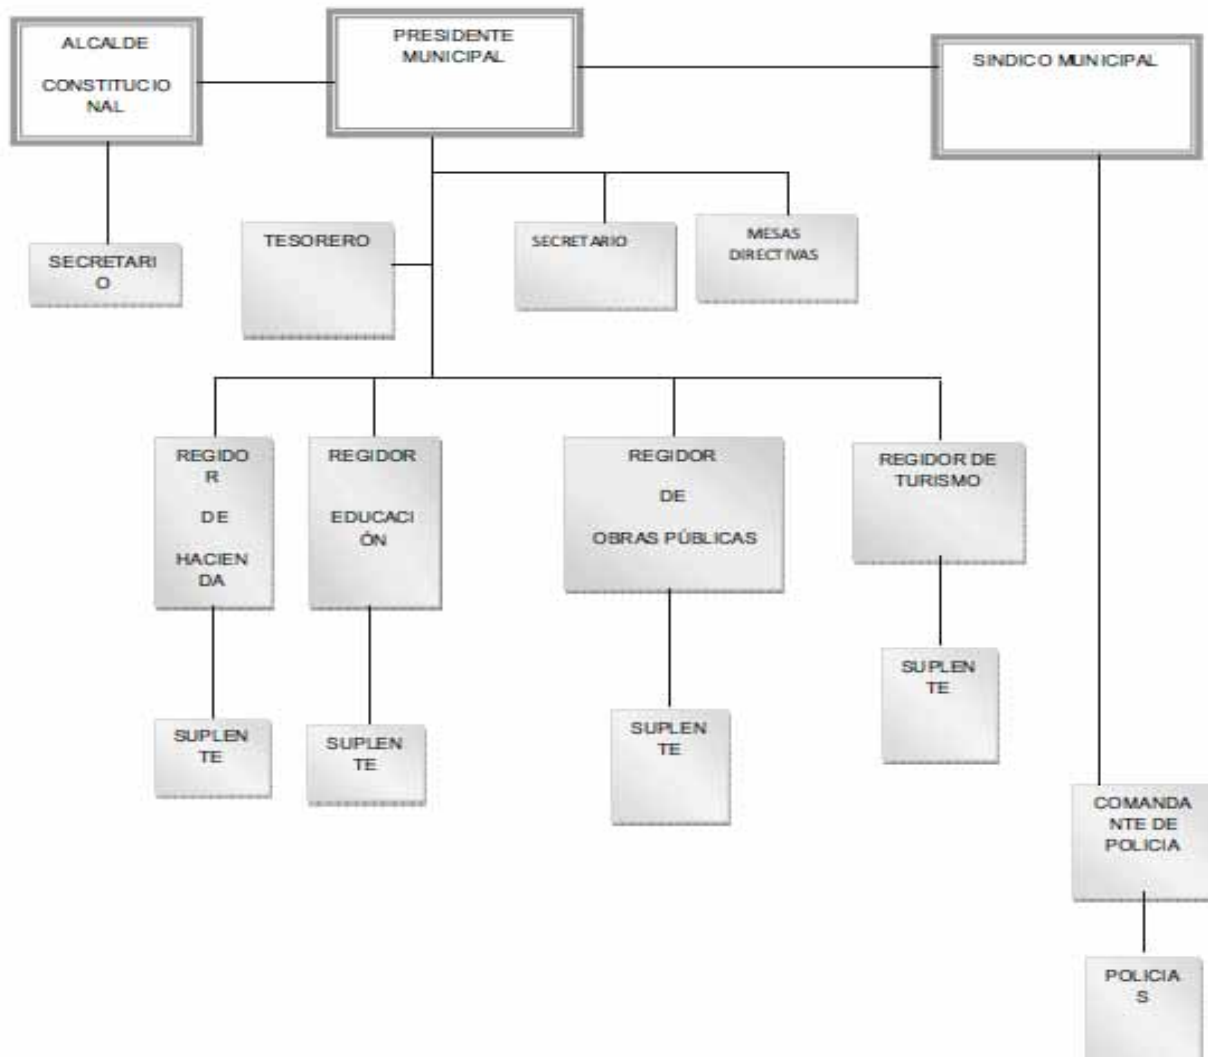 ALCALDE
CONSTITUCIO
NAL
PRESIDENTE
MUNICIPAL
SINDICO MUNICIPAL
SECRETARI
O
TESORERO
SECRETARIO
MESAS
DIRECTIVAS
REGIDO
R
DE
HACIEN
DA
REGIDOR
EDUCACI
ÓN
REGIDOR
DE
OBRAS PÚBLICAS
REGIDOR DE
TURISMO
SUPLEN
TE
SUPLEN
TE
SUPLEN
TE
SUPLEN
TE
COMANDA
NTE DE
POLICIA
POLICIA
S